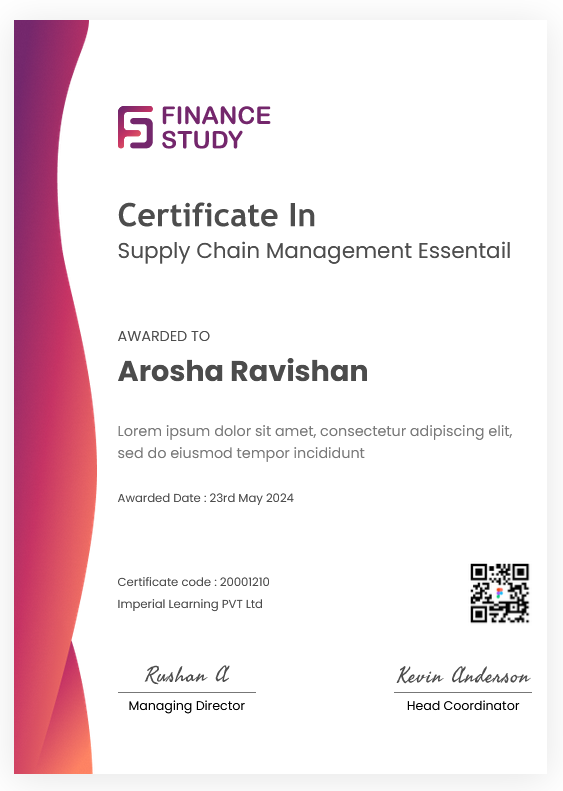 FINANCE
STUDY
Certificate In
Supply Chain Management Essentail
AWARDED TO
Arosha Ravishan
Lorem ipsum dolor sit amet, consectetur adipiscing elit,
sed do eiusmod tempor incididunt
Awarded Date : 23rd May 2024
Certificate code : 20001210
Imperial Learning PVT Ltd
Rushan A Kevin Anderson
Managing Director Head Coordinator